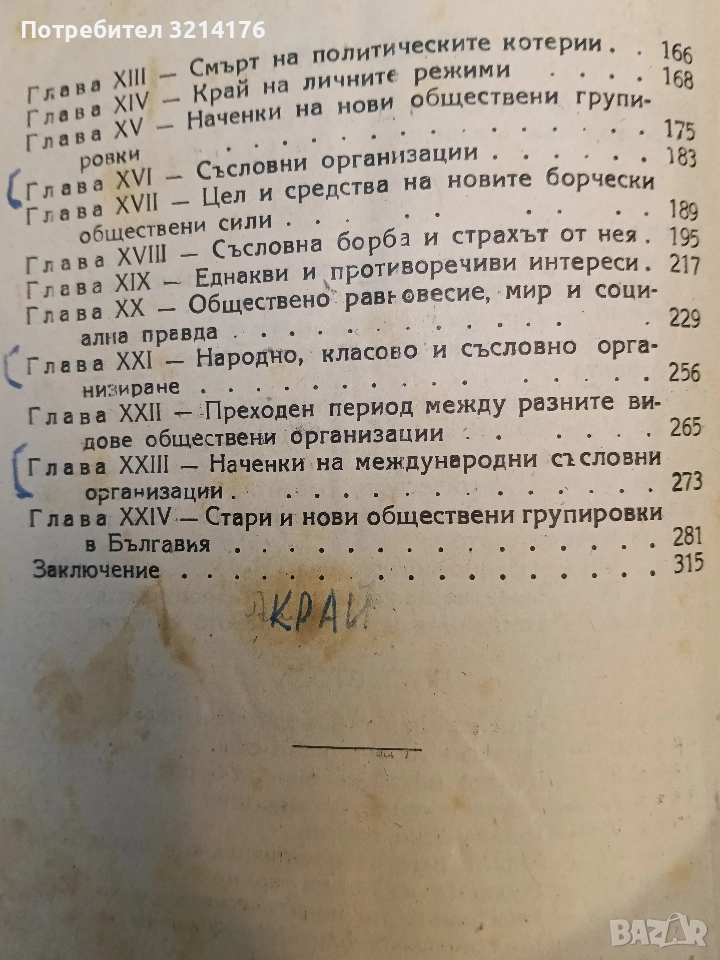 Потребител 3214176
Глава XIII — Смърт на политическите котерии . . 166
Глава XIV — Край на личните режими . . . . 168
Глава XV — Наченки на нови обществени групи-
ровки . . . . . . . . . . . 175
Глава XVI — Съсловни организации . . . . . . 183
Глава XVII — Цел и средства на новите борчески
обществени сили . . . . . . . . . 189
Глава XVIII — Съсловна борба и страхът от нея . 195
Глава XIX — Еднакви и противоречиви интереси . 217
Глава XX — Обществено равновесие, мир и соци-
ална правда . . . . . . . . . . . 229
Глава XXI — Народно, класово и съсловно орга-
низиране . . . . . . . . . . . . 256
Глава XXII — Преходен период между разните ви-
дове обществени организации . . . . . 265
Глава XXIII — Наченки на международни съсловни
организации . . . . . . . . . . . 273
Глава XXIV — Стари и нови обществени групировки
в Бългавия . . . . . . . . . . . . 281
Заключение . . . . . . . . . . . . . 315
КРАЙ
BAZAR